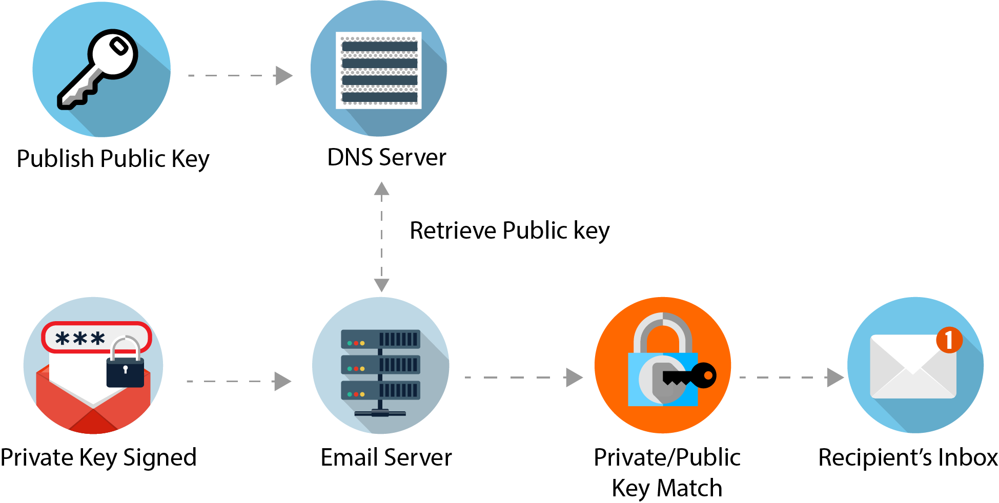 Publish Public Key
DNS Server
Retrieve Public key
***
1
Private Key Signed
Email Server
Private/Public
Key Match
Recipient’s Inbox